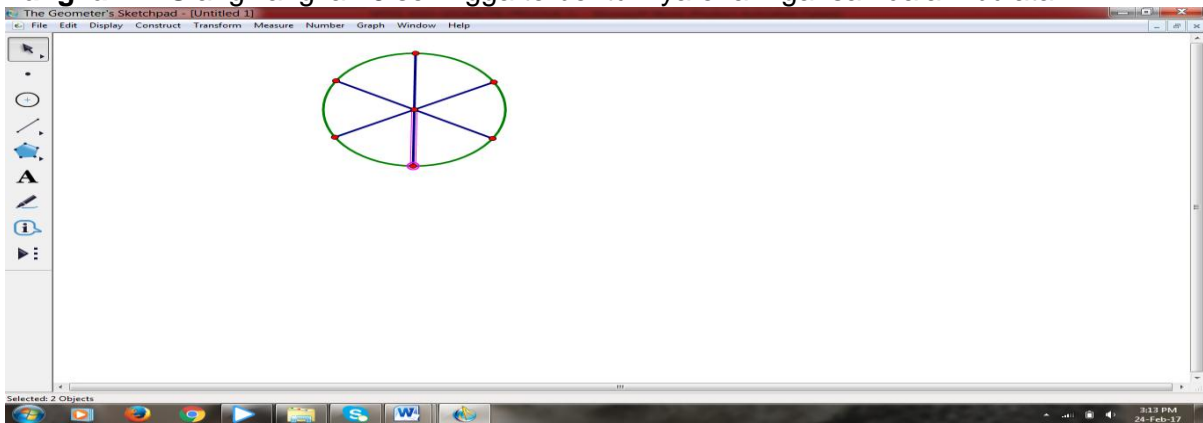 The Geometer's Sketchpad - [Untitled 1]
File Edit Display Construct Transform Measure Number Graph Window Help
A
Selected: 2 Objects
3:13 PM
24-Feb-17